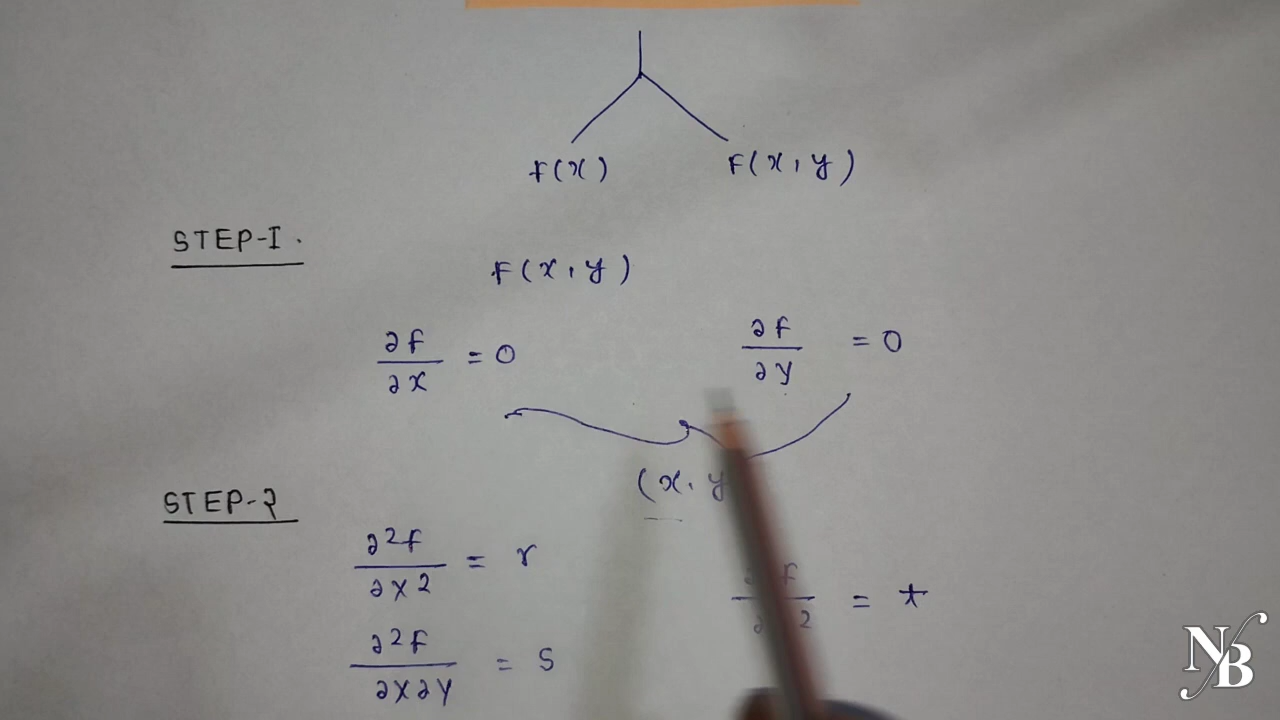 F(x) F(x,y)
STEP-I.
F(x,y)
∂F/∂x = 0 ∂F/∂y = 0
(x, y
STEP-2
∂2F/∂x2 = r
= t
∂2F/∂x∂y = s
NB